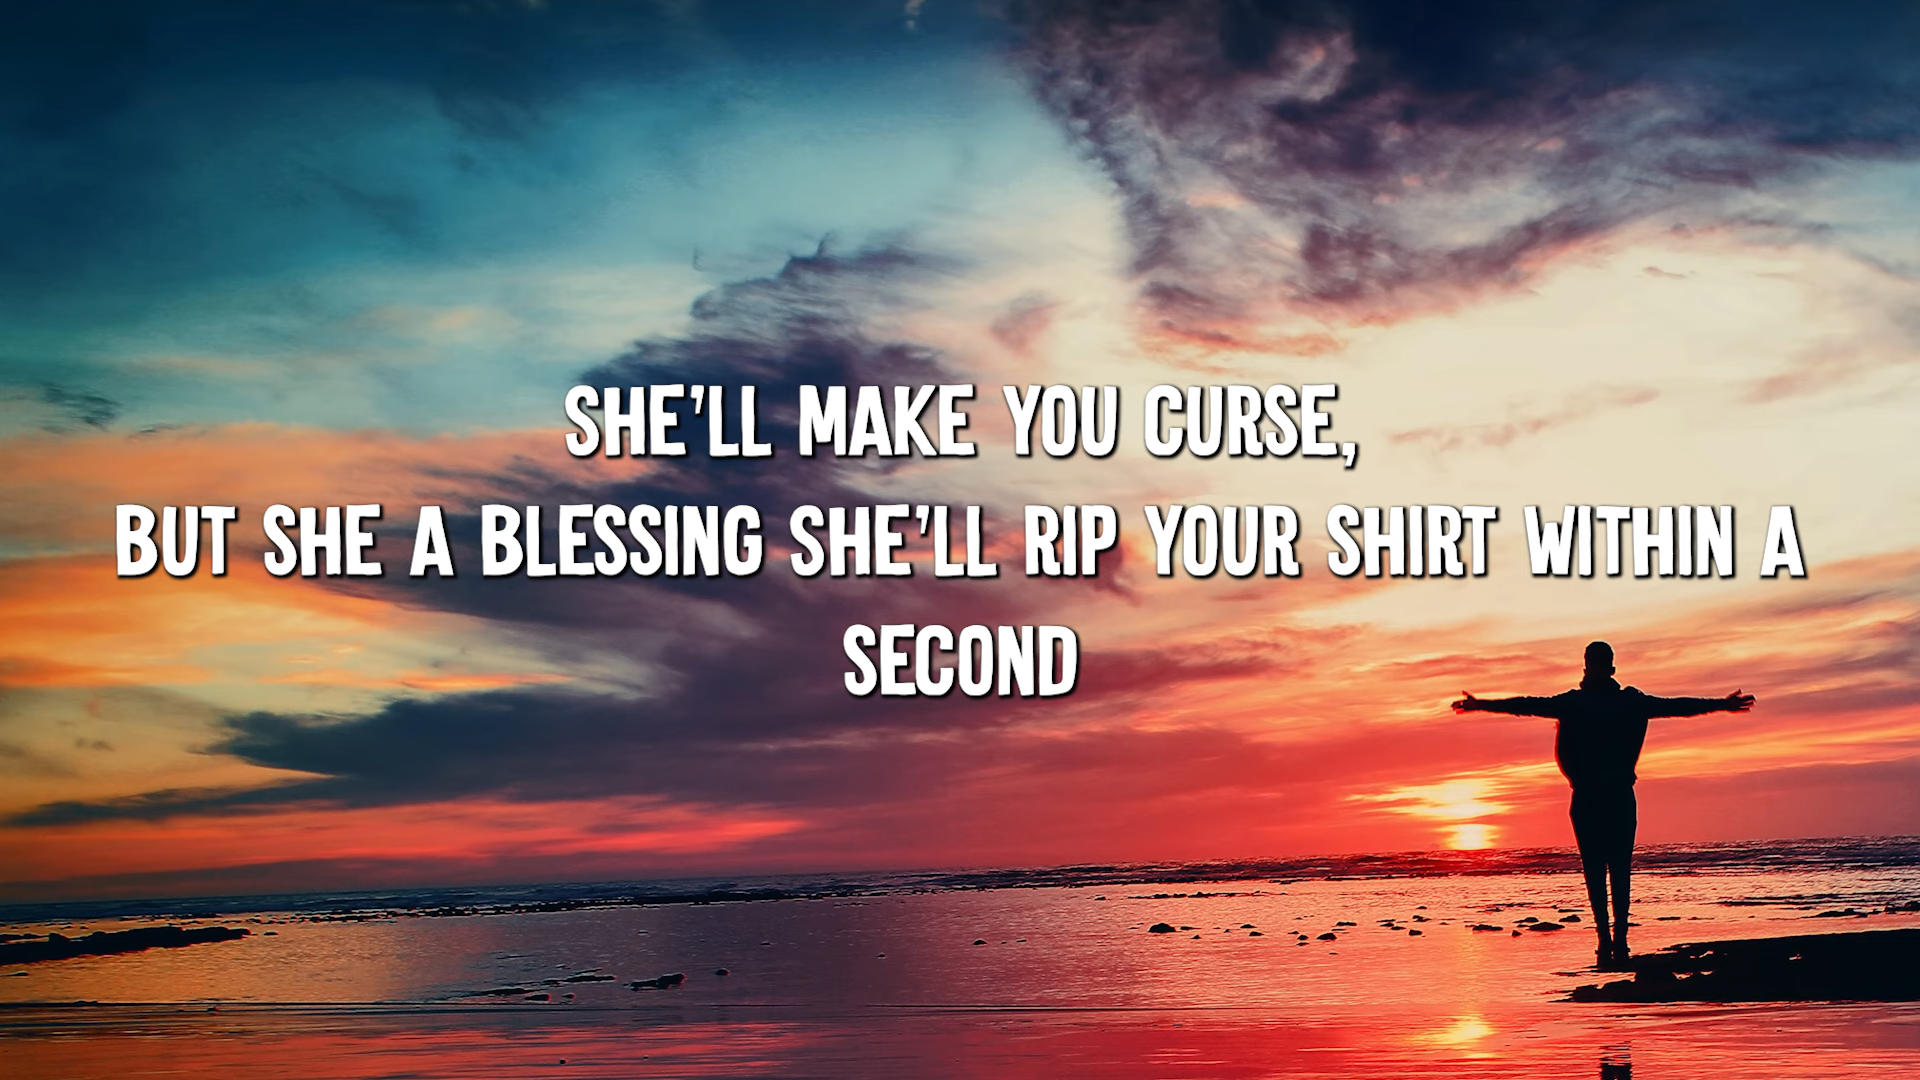 SHE'LL MAKE YOU CURSE,
BUT SHE A BLESSING SHE'LL RIP YOUR SHIRT WITHIN A
SECOND